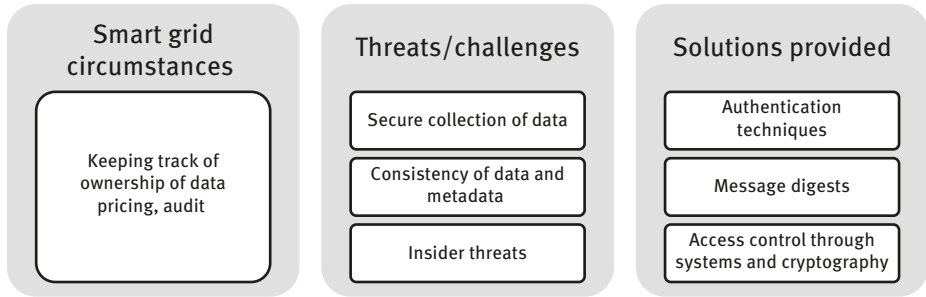 Smart grid
circumstances
Keeping track of
ownership of data
pricing, audit
Threats/challenges
Secure collection of data
Consistency of data and
metadata
Insider threats
Solutions provided
Authentication
techniques
Message digests
Access control through
systems and cryptography